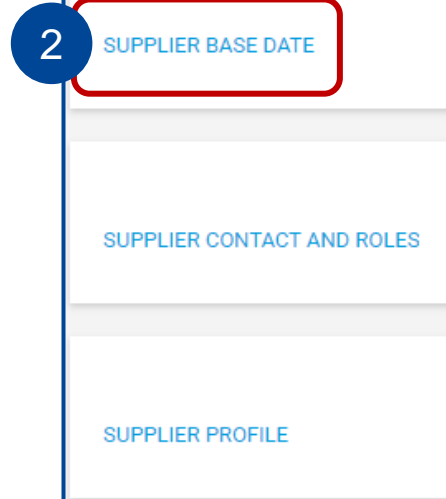 2
SUPPLIER BASE DATE
SUPPLIER CONTACT AND ROLES
SUPPLIER PROFILE